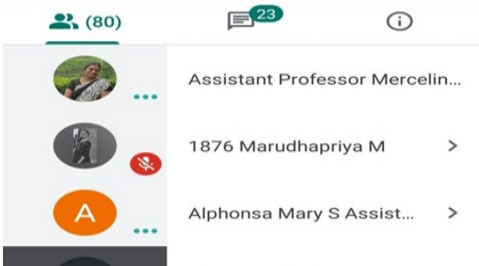 (80)
23
Assistant Professor Mercelin...
1876 Marudhapriya M
A
Alphonsa Mary S Assist...